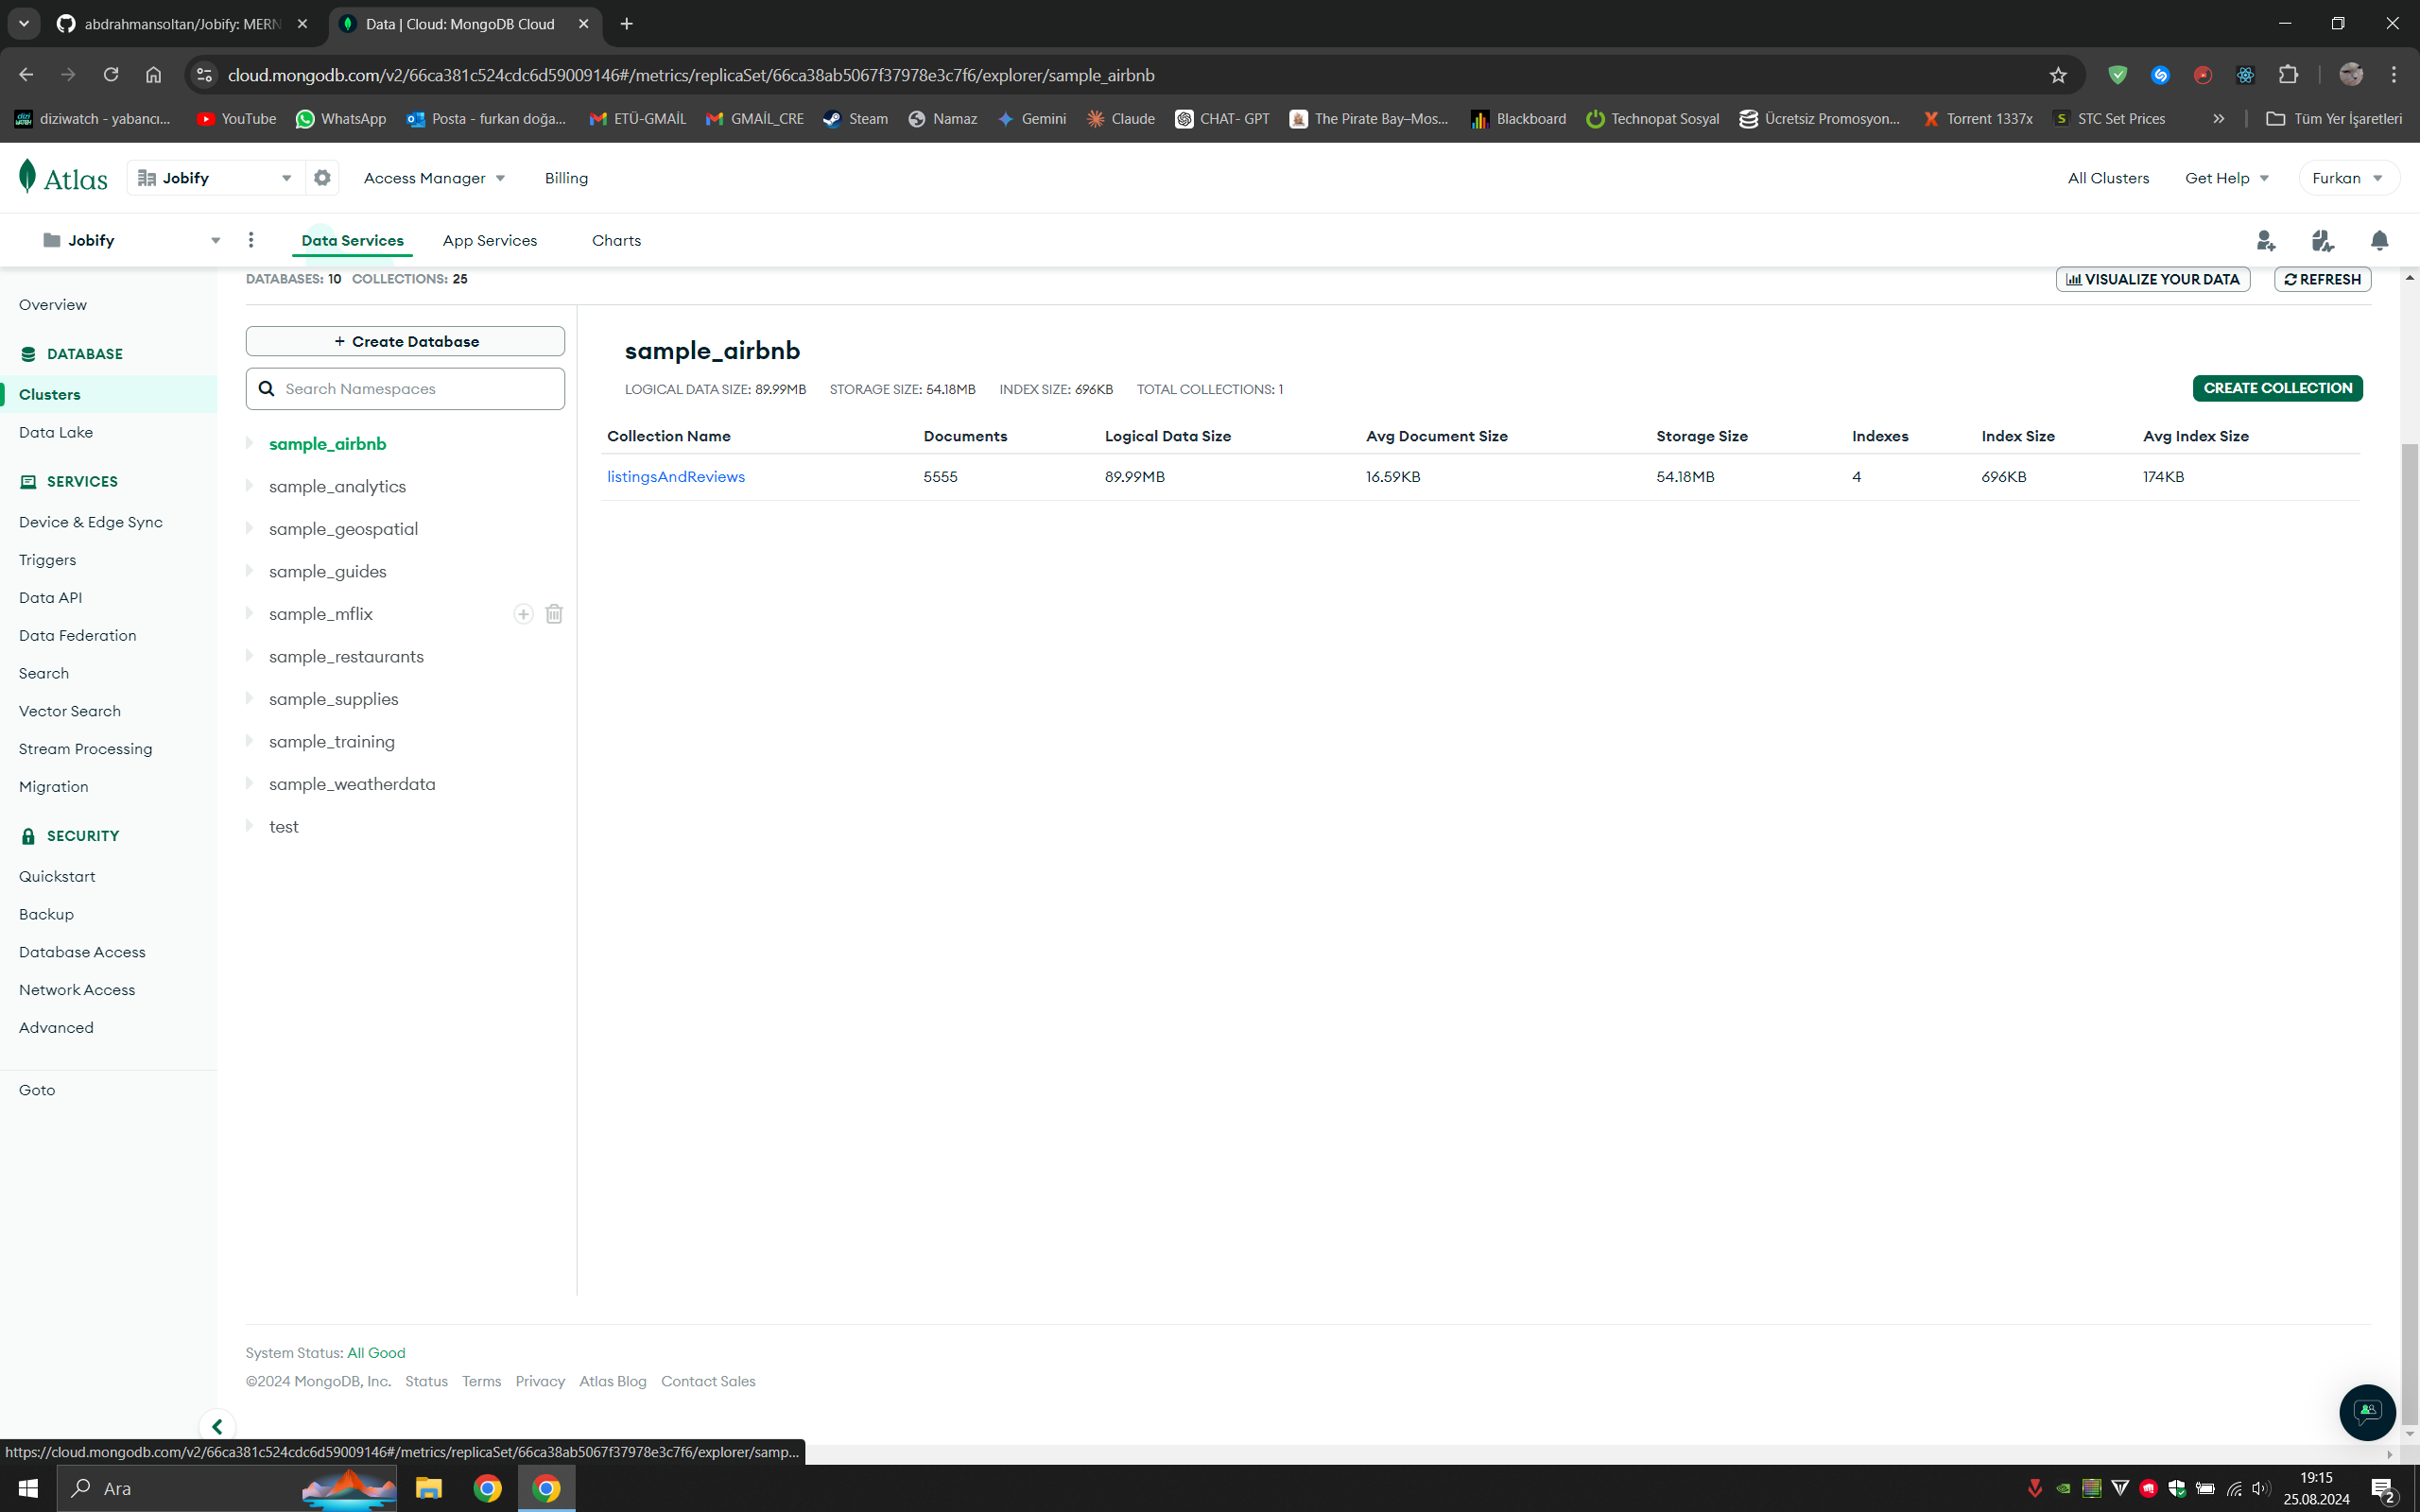 abdrahmansoltan/Jobify: MERN
Data | Cloud: MongoDB Cloud
cloud.mongodb.com/v2/66ca381c524cdc6d59009146#/metrics/replicaSet/66ca38ab5067f37978e3c7f6/explorer/sample_airbnb
diziwatch - yabancı...
YouTube
WhatsApp
Posta - furkan doğa...
ETÜ-GMAİL
GMAİL_CRE
Steam
Namaz
Gemini
Claude
CHAT- GPT
The Pirate Bay–Mos...
Blackboard
Technopat Sosyal
Ücretsiz Promosyon...
Torrent 1337x
STC Set Prices
Tüm Yer İşaretleri
Atlas
Jobify
Access Manager
Billing
All Clusters
Get Help
Furkan
Jobify
Data Services
App Services
Charts
DATABASES: 10 COLLECTIONS: 25
VISUALIZE YOUR DATA
REFRESH
Overview
DATABASE
Clusters
Data Lake
SERVICES
Device & Edge Sync
Triggers
Data API
Data Federation
Search
Vector Search
Stream Processing
Migration
SECURITY
Quickstart
Backup
Database Access
Network Access
Advanced
Goto
+ Create Database
Search Namespaces
sample_airbnb
sample_analytics
sample_geospatial
sample_guides
sample_mflix
sample_restaurants
sample_supplies
sample_training
sample_weatherdata
test
sample_airbnb
LOGICAL DATA SIZE: 89.99MB STORAGE SIZE: 54.18MB INDEX SIZE: 696KB TOTAL COLLECTIONS: 1
CREATE COLLECTION
Collection Name Documents Logical Data Size Avg Document Size Storage Size Indexes Index Size Avg Index Size
listingsAndReviews 5555 89.99MB 16.59KB 54.18MB 4 696KB 174KB
System Status: All Good
©2024 MongoDB, Inc. Status Terms Privacy Atlas Blog Contact Sales
https://cloud.mongodb.com/v2/66ca381c524cdc6d59009146#/metrics/replicaSet/66ca38ab5067f37978e3c7f6/explorer/samp...
Ara
19:15
25.08.2024
2